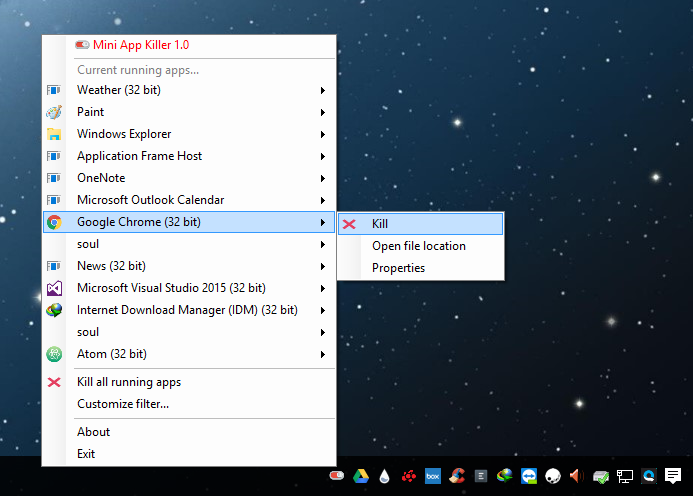 Mini App Killer 1.0
Current running apps...
Weather (32 bit)
Paint
Windows Explorer
Application Frame Host
OneNote
Microsoft Outlook Calendar
Google Chrome (32 bit)
Kill
soul
Open file location
News (32 bit)
Properties
Microsoft Visual Studio 2015 (32 bit)
Internet Download Manager (IDM) (32 bit)
soul
Atom (32 bit)
Kill all running apps
Customize filter...
About
Exit
box